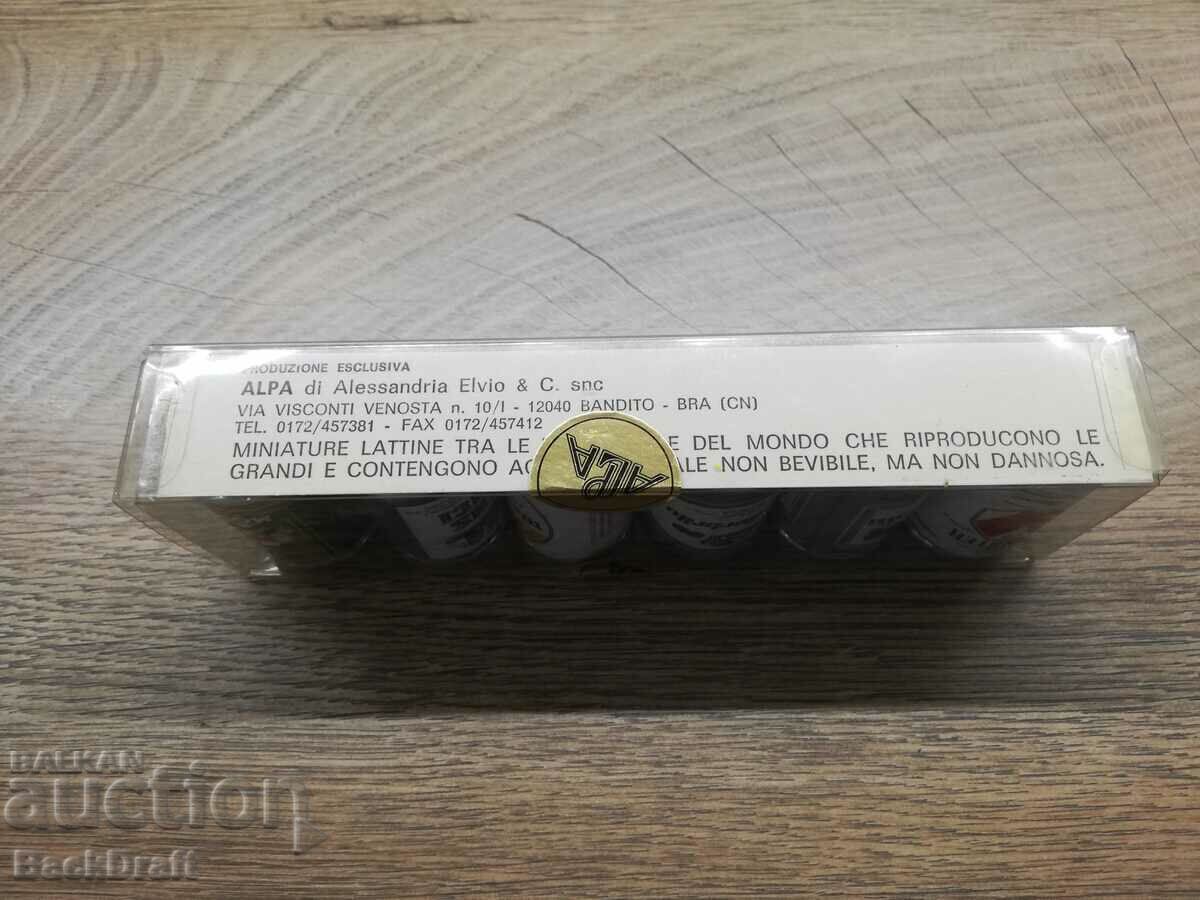 PRODUZIONE ESCLUSIVA
ALPA di Alessandria Elvio & C. snc
VIA VISCONTI VENOSTA n. 10/I - 12040 BANDITO - BRA (CN)
TEL. 0172/457381 - FAX 0172/457412
MINIATURE LATTINE TRA LE DEL MONDO CHE RIPRODUCONO LE
GRANDI E CONTENGONO NON BEVIBILE, MA NON DANNOSA.
ALPA
BALKAN
auction
BackDraft